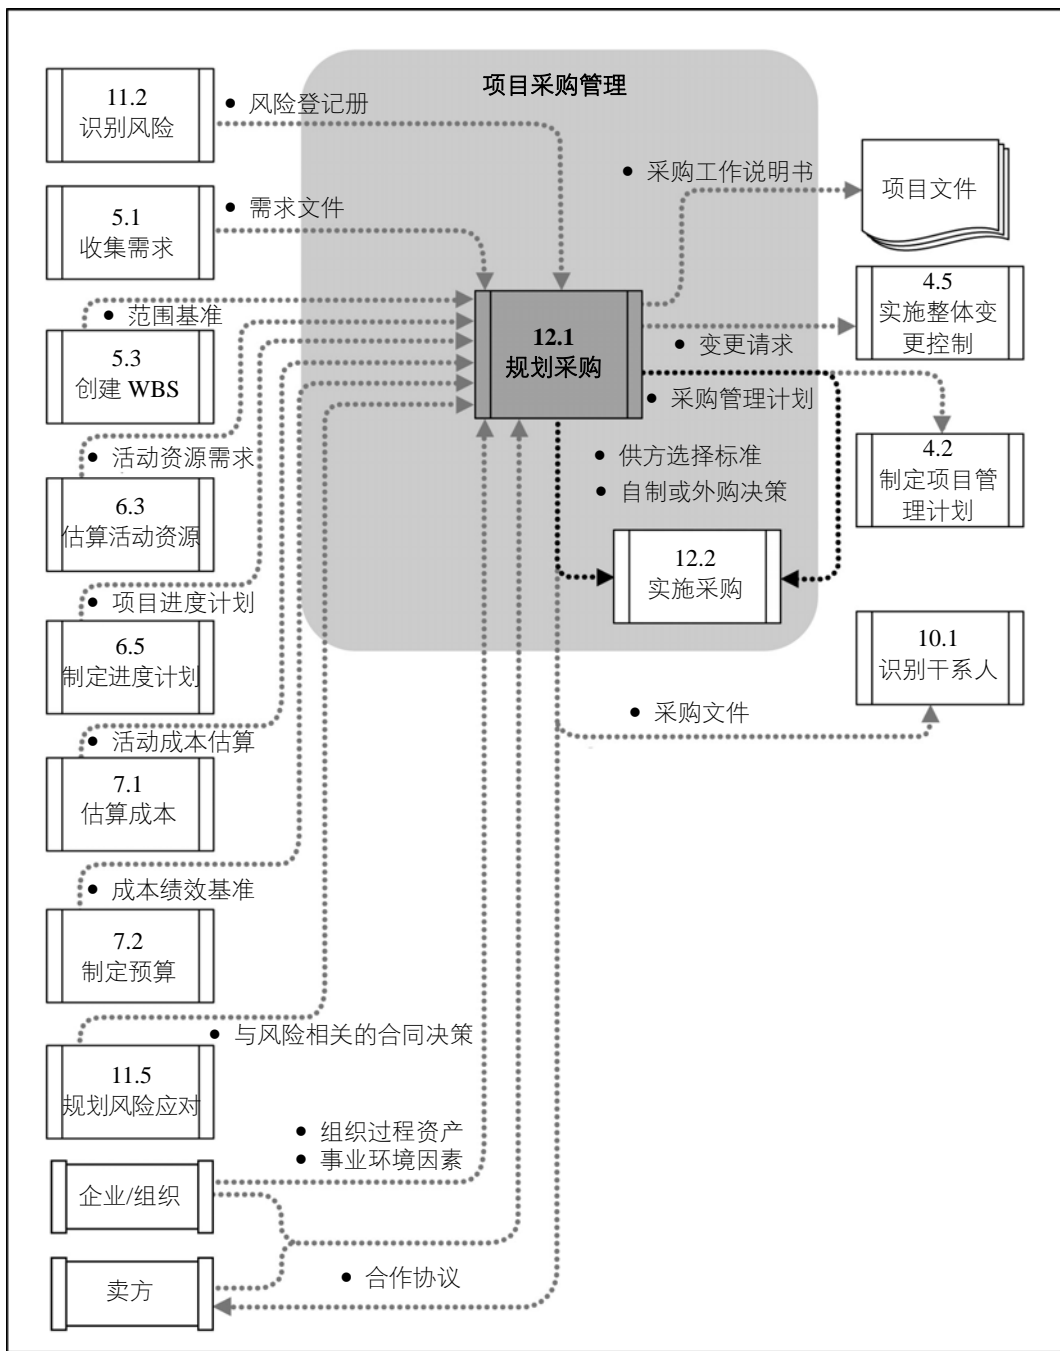 项目采购管理
11.2
识别风险
• 风险登记册
• 采购工作说明书
项目文件
5.1
收集需求
• 需求文件
4.5
实施整体变
更控制
• 范围基准
5.3
创建 WBS
12.1
规划采购
• 变更请求
• 采购管理计划
4.2
制定项目管
理计划
• 活动资源需求
6.3
估算活动资源
• 供方选择标准
• 自制或外购决策
12.2
实施采购
• 项目进度计划
6.5
制定进度计划
10.1
识别干系人
• 采购文件
• 活动成本估算
7.1
估算成本
• 成本绩效基准
7.2
制定预算
• 与风险相关的合同决策
11.5
规划风险应对
• 组织过程资产
• 事业环境因素
企业/组织
• 合作协议
卖方